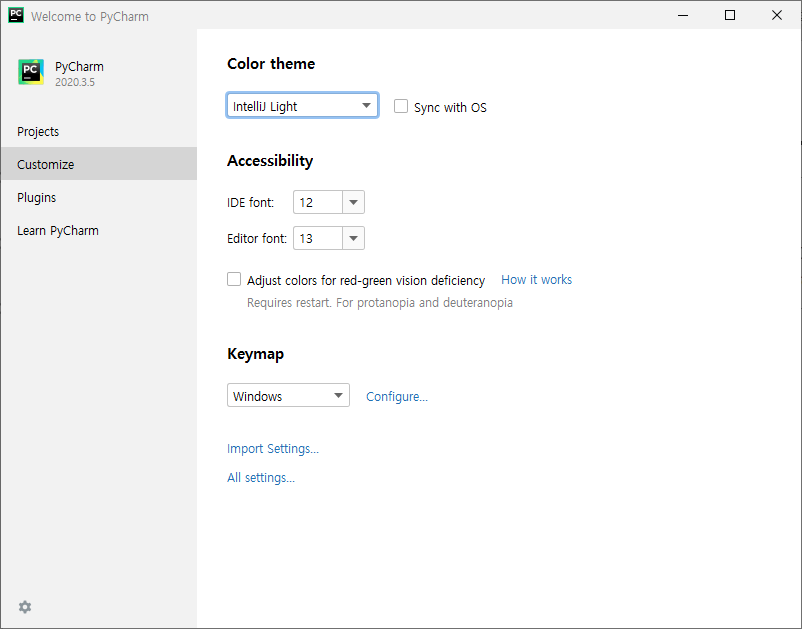 PC Welcome to PyCharm
PC PyCharm
2020.3.5
Projects
Customize
Plugins
Learn PyCharm
Color theme
IntelliJ Light Sync with OS
Accessibility
IDE font: 12
Editor font: 13
Adjust colors for red-green vision deficiency How it works
Requires restart. For protanopia and deuteranopia
Keymap
Windows Configure...
Import Settings...
All settings...